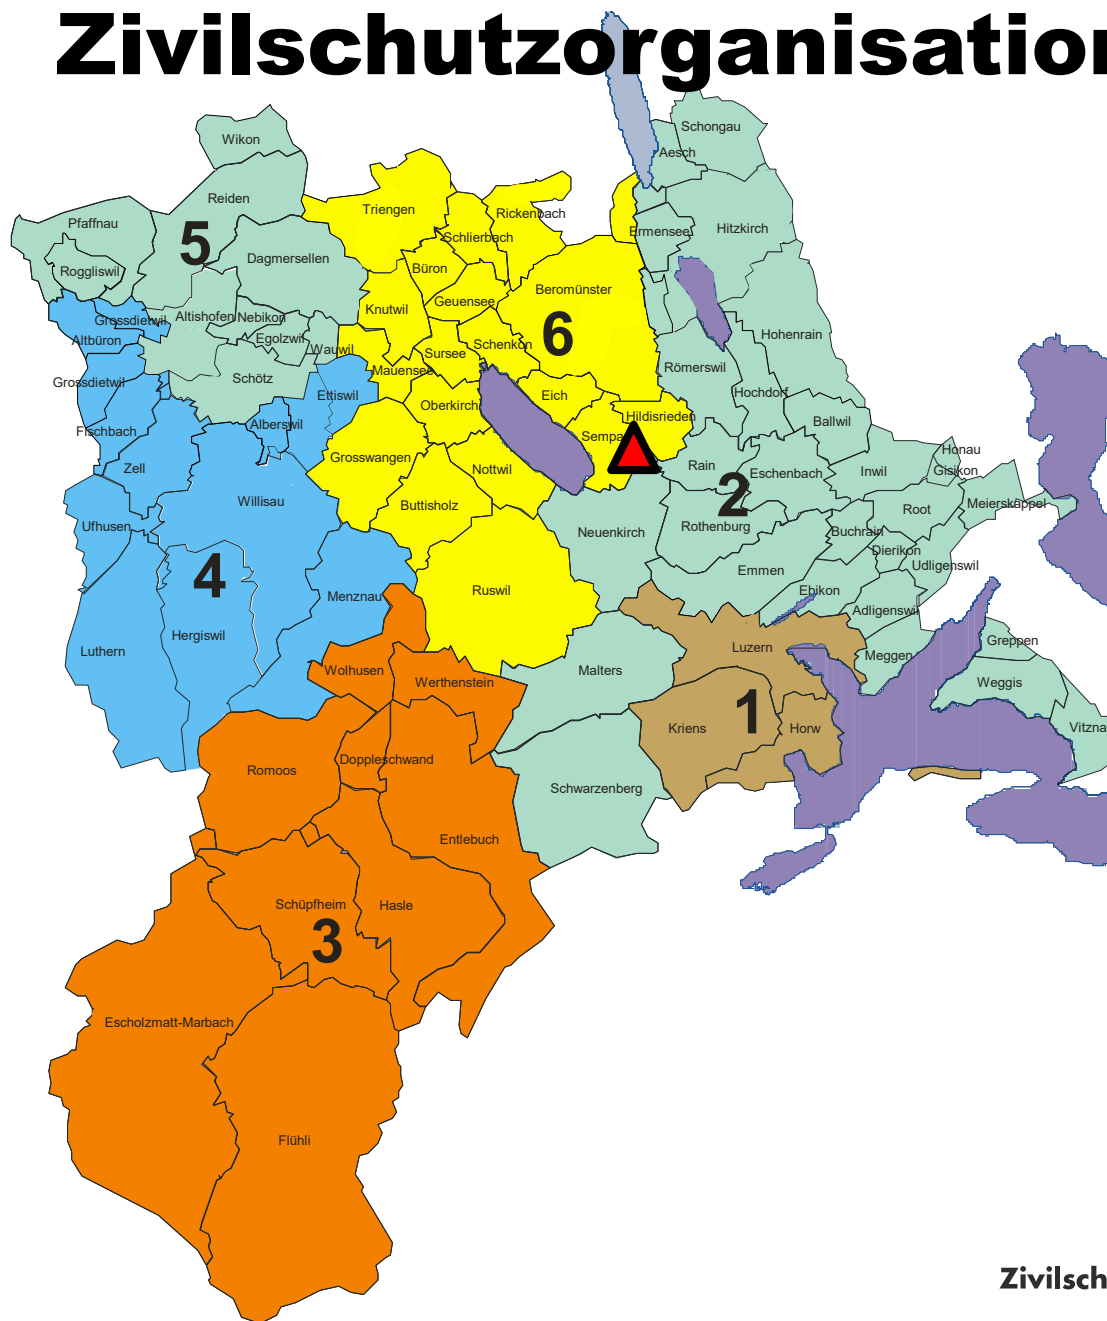 Zivilschutzorganisation
Schongau
Aesch
Wikon
Reiden
Triengen
Rickenbach
Pfaffnau
Ermensee
Hitzkirch
5
Schlierbach
Dagmersellen
Roggliswil
Büron
Beromünster
Geuensee
Knutwil
Altishofen
Nebikon
Grossdietwil
6
Hohenrain
Altbüron
Egolzwil
Wauwil
Sursee
Schenkon
Mauensee
Römerswil
Schötz
Grossdietwil
Ettiswil
Eich
Hochdorf
Oberkirch
Hildisrieden
Ballwil
Alberswil
Fischbach
Sempa
Honau
Grosswangen
Zell
Nottwil
Rain
Eschenbach
Inwil
Gisikon
2
Willisau
Buttisholz
Meierskappel
Root
Ufhusen
Neuenkirch
Rothenburg
Buchrain
Dierikon
Udligenswil
Emmen
4
Ruswil
Ebikon
Menznau
Adligenswil
Hergiswil
Greppen
Luthern
Luzern
Meggen
Wolhusen
Malters
Werthenstein
Weggis
1
Kriens
Horw
Vitzna
Doppleschwand
Romoos
Schwarzenberg
Entlebuch
Schüpfheim
Hasle
3
Escholzmatt-Marbach
Flühli
Zivilsch